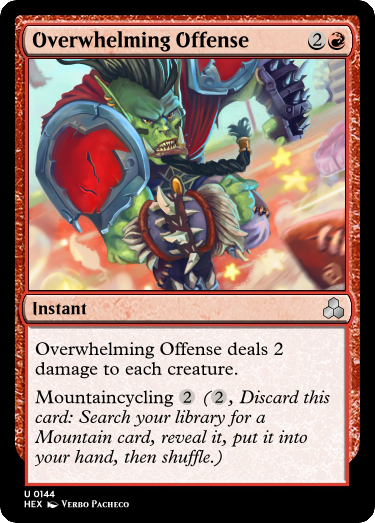 Overwhelming Offense 2
Instant
Overwhelming Offense deals 2
damage to each creature.
Mountaincycling 2 (2, Discard this
card: Search your library for a
Mountain card, reveal it, put it into
your hand, then shuffle.)
U 0144
HEX Verbo Pacheco